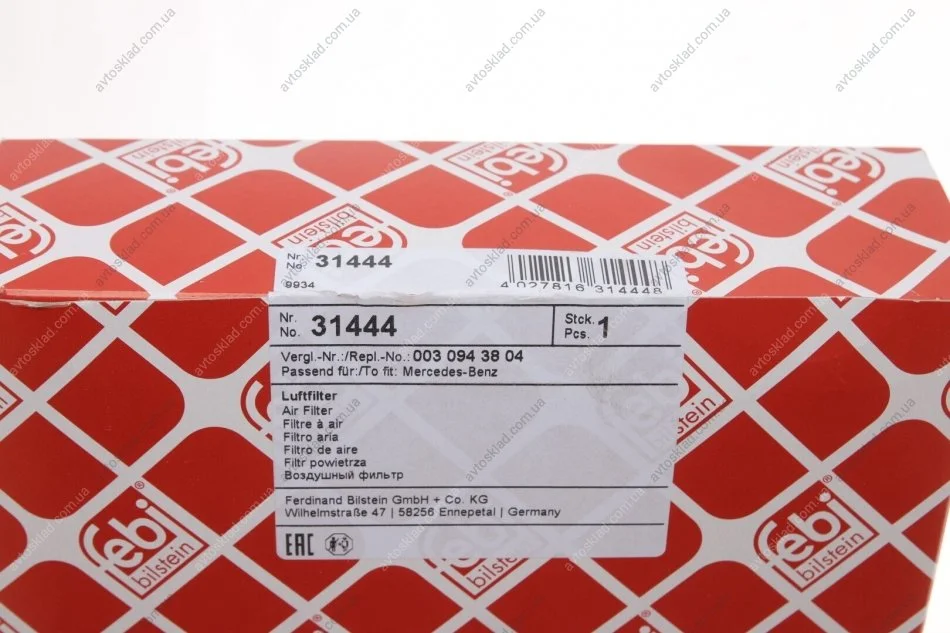 Nr.
No. 31444
9934
4 027816 314448
Nr.
No. 31444
Stck.
Pcs. 1
Vergl.-Nr.:/Repl.-No.: 003 094 38 04
Passend für:/To fit: Mercedes-Benz
Luftfilter
Air Filter
Filtre à air
Filtro aria
Filtro de aire
Filtr powietrza
Воздушный фильтр
Ferdinand Bilstein GmbH + Co. KG
Wilhelmstraße 47 | 58256 Ennepetal | Germany
EAC
febi
bilstein
febi
bilstein
avtosklad.com.ua